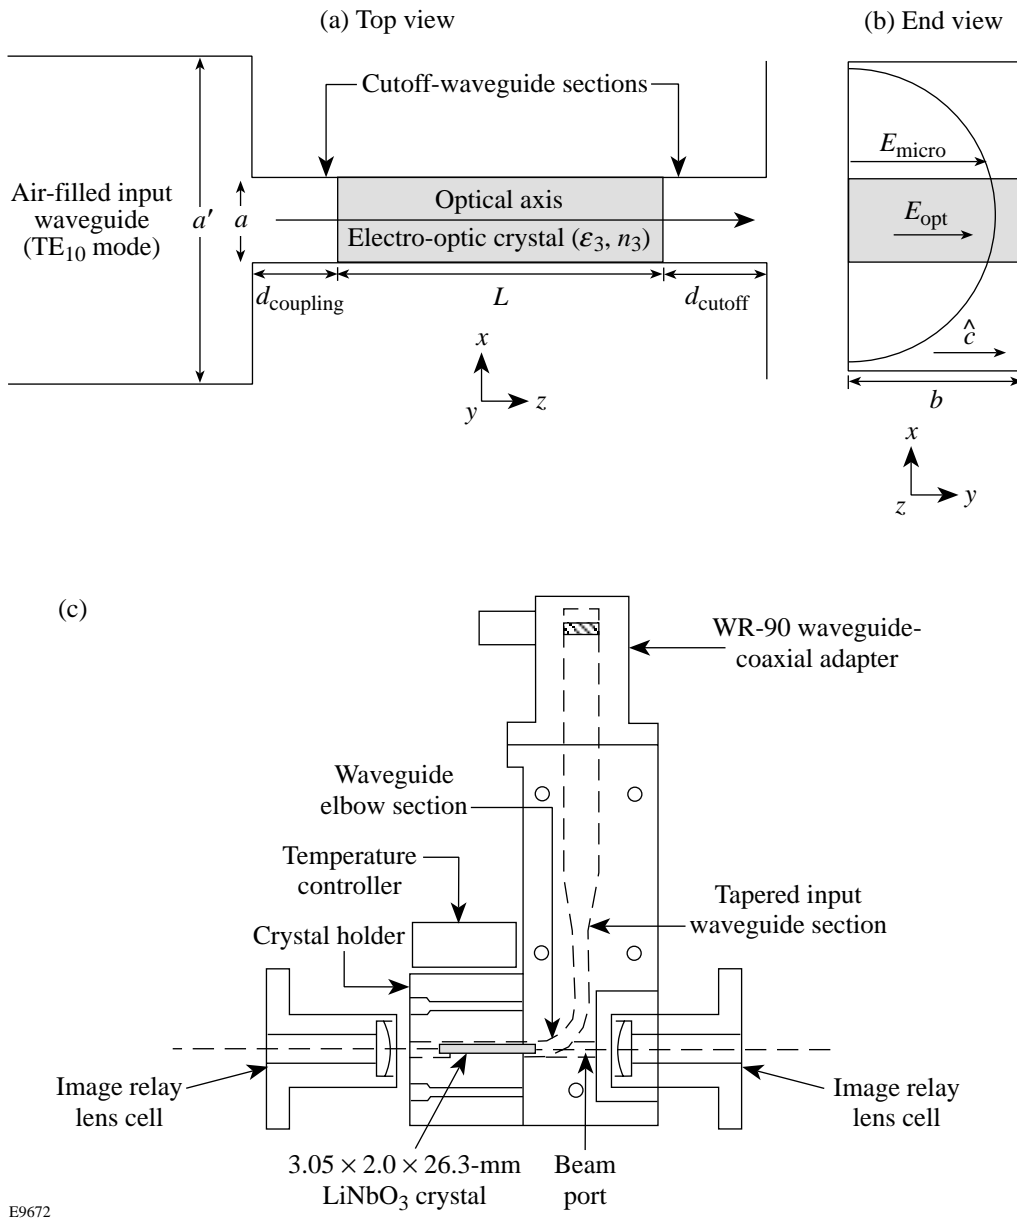 (a) Top view
(b) End view
Cutoff-waveguide sections
Air-filled input
waveguide
(TE10 mode)
a′
a
Optical axis
Electro-optic crystal (ε3, n3)
dcoupling
L
dcutoff
x
y
z
Emicro
Eopt
ĉ
b
x
z
y
(c)
WR-90 waveguide-
coaxial adapter
Waveguide
elbow section
Temperature
controller
Tapered input
waveguide section
Crystal holder
Image relay
lens cell
Image relay
lens cell
3.05 × 2.0 × 26.3-mm
LiNbO3 crystal
Beam
port
E9672